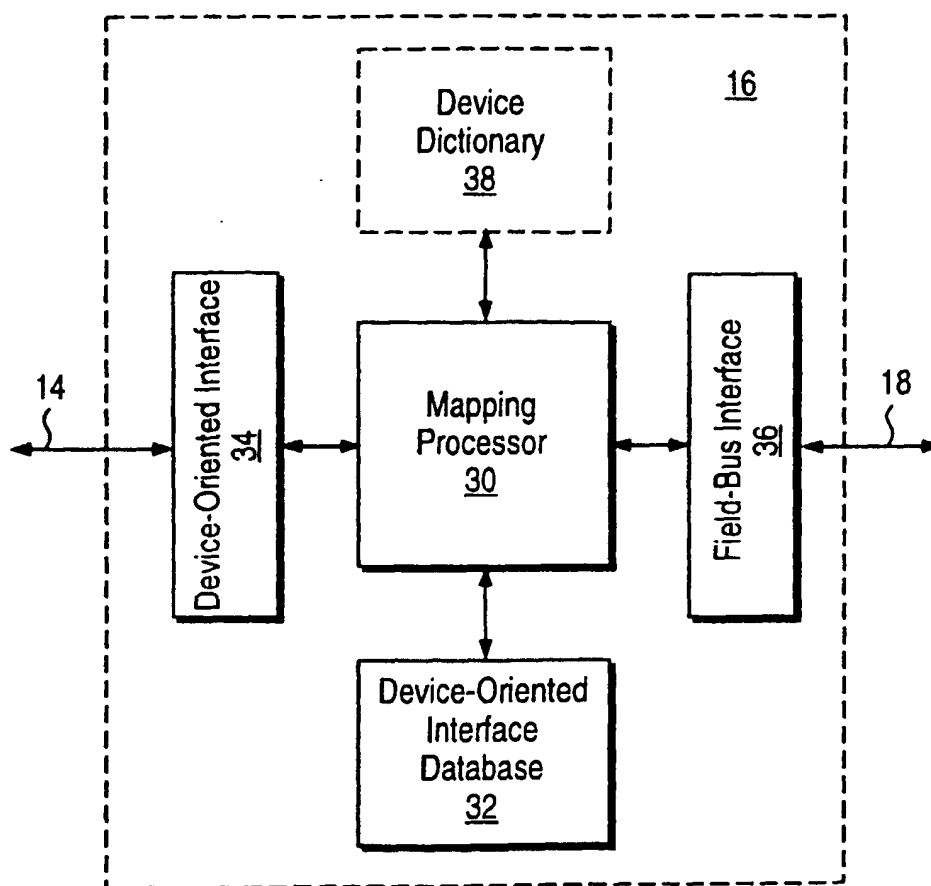 16
Device
Dictionary
38
14
Device-Oriented Interface
34
Mapping
Processor
30
Field-Bus Interface
36
18
Device-Oriented
Interface
Database
32